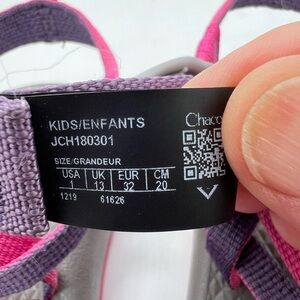 KIDS/ENFANTS
Chaco
JCH180301
SIZE/GRANDEUR
USA UK EUR CM
1 13 32 20
1219 61626